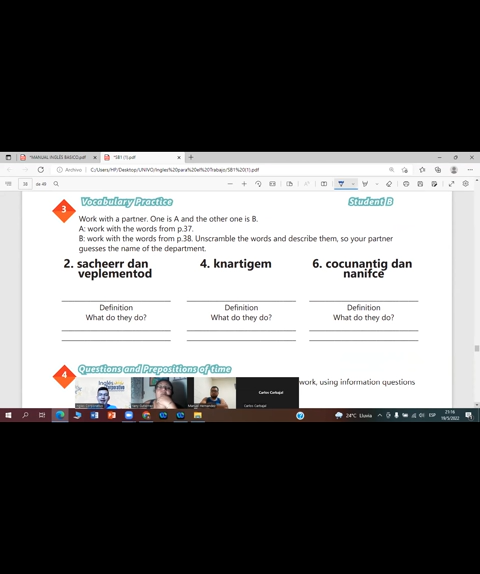 *MANUAL INGLÉS BASICO.pdf
*SB1 (1).pdf
Archivo
C:/Users/HP/Desktop/UNIVO/Ingles%20para%20el%20Trabajo/SB1%20(1).pdf
38
de 48
3
Vocabulary Practice
Student B
Work with a partner. One is A and the other one is B.
A: work with the words from p.37.
B: work with the words from p.38. Unscramble the words and describe them, so your partner
guesses the name of the department.
2. sacheerr dan
veplementod
4. knartigem
6. cocunantig dan
nanifce
Definition
What do they do?
Definition
What do they do?
Definition
What do they do?
4
Questions and Prepositions of time
work, using information questions
Inglés
Carlos Carbajal
Carlos Carbajal
24°C Lluvia
ESP
21:16
19/5/2022